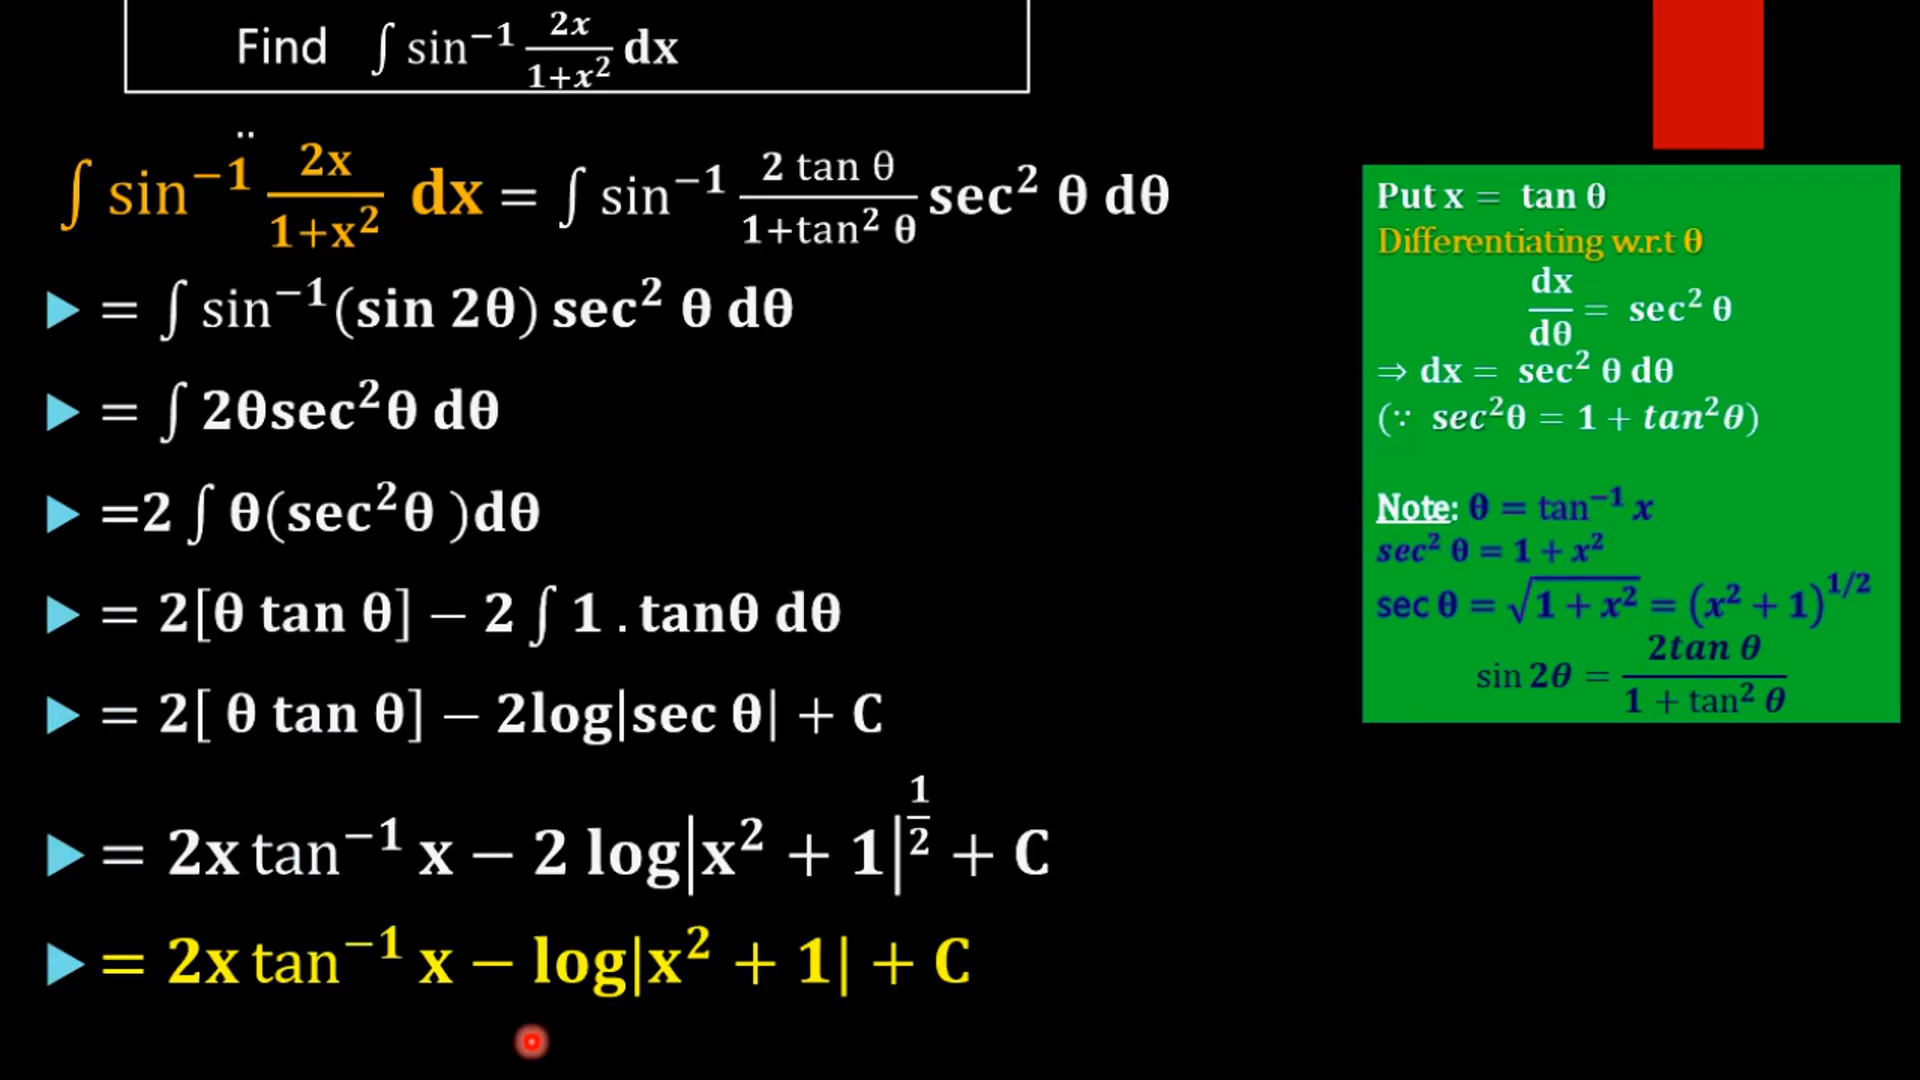 Find ∫ sin⁻¹ 2x/(1+x²) dx
∫ sin⁻¹ 2x/(1+x²) dx = ∫ sin⁻¹ (2 tan θ)/(1+tan² θ) sec² θ dθ
= ∫ sin⁻¹(sin 2θ) sec² θ dθ
= ∫ 2θsec²θ dθ
=2 ∫ θ(sec²θ )dθ
= 2[θ tan θ] − 2 ∫ 1 . tanθ dθ
= 2[ θ tan θ] − 2log|sec θ| + C
= 2x tan⁻¹ x − 2 log|x² + 1|^(1/2) + C
= 2x tan⁻¹ x − log|x² + 1| + C
Put x = tan θ
Differentiating w.r.t θ
dx/dθ = sec² θ
⇒ dx = sec² θ dθ
(∵ sec²θ = 1 + tan²θ)
Note: θ = tan⁻¹ x
sec² θ = 1 + x²
sec θ = √(1 + x²) = (x² + 1)^(1/2)
sin 2θ = (2tan θ)/(1 + tan² θ)